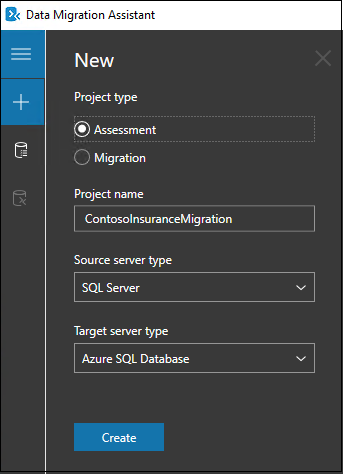 Data Migration Assistant
New
Project type
Assessment
Migration
Project name
ContosoInsuranceMigration
Source server type
SQL Server
Target server type
Azure SQL Database
Create